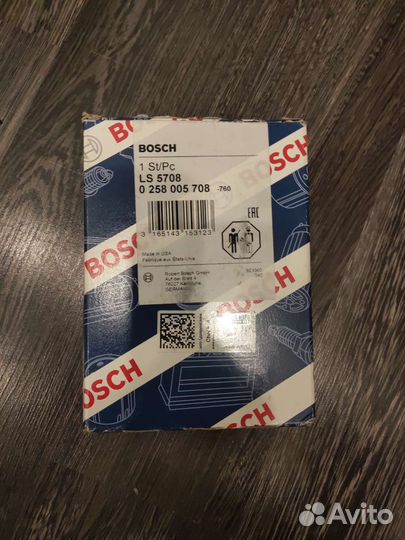 BOSCH
BOSCH
1 St/Pc
LS 5708
0 258 005 708 -760
EAC
3 165143 153123
Made in USA
Fabriqué aux Etats-Unis
Robert Bosch GmbH
Auf der Breit 4
76227 Karlsruhe
GERMANY
BOSCH
BOSCH
BOSCH
Avito